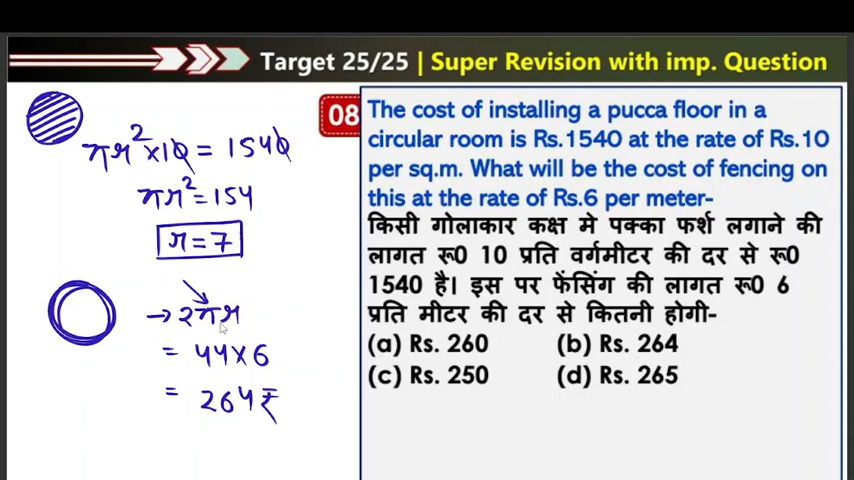 Target 25/25 | Super Revision with imp. Question
πr²×10 = 1540
πr² = 154
r = 7
→ 2πr
= 44×6
= 264₹
08
The cost of installing a pucca floor in a
circular room is Rs.1540 at the rate of Rs.10
per sq.m. What will be the cost of fencing on
this at the rate of Rs.6 per meter-
किसी गोलाकार कक्ष मे पक्का फर्श लगाने की
लागत रू0 10 प्रति वर्गमीटर की दर से रू0
1540 है। इस पर फेंसिंग की लागत रू0 6
प्रति मीटर की दर से कितनी होगी-
(a) Rs. 260 (b) Rs. 264
(c) Rs. 250 (d) Rs. 265